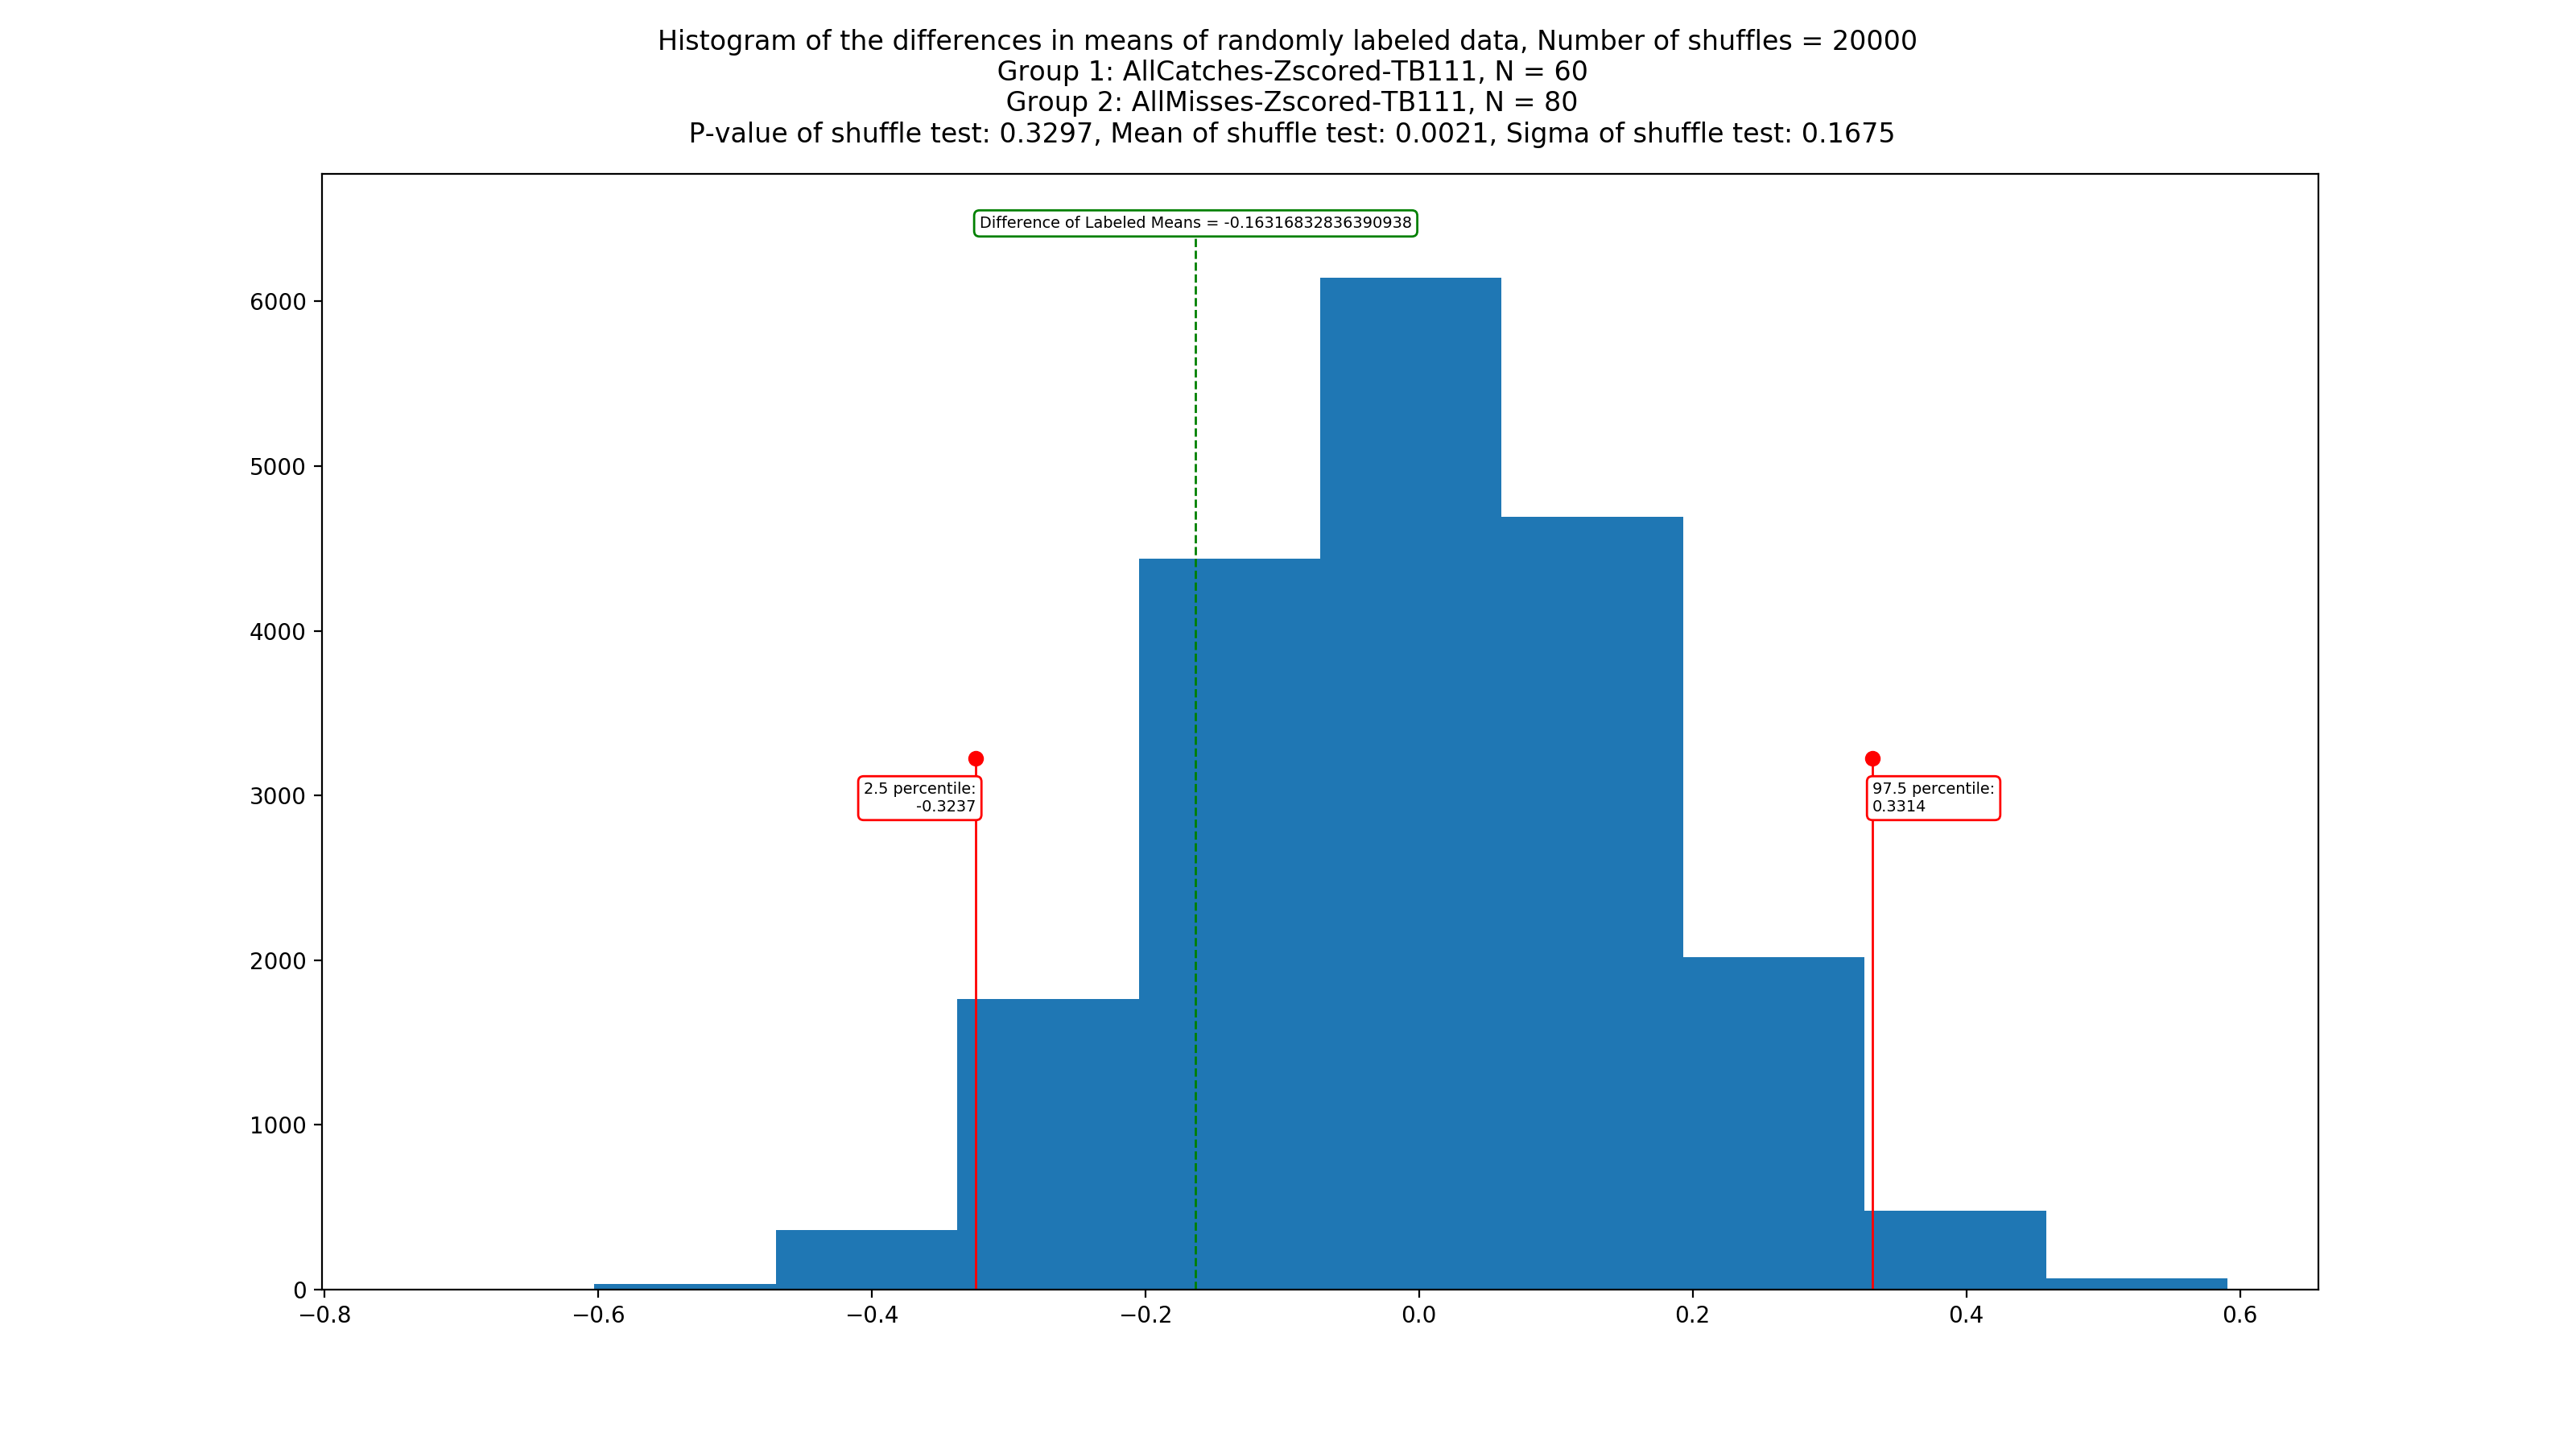 Histogram of the differences in means of randomly labeled data, Number of shuffles = 20000
Group 1: AllCatches-Zscored-TB111, N = 60
Group 2: AllMisses-Zscored-TB111, N = 80
P-value of shuffle test: 0.3297, Mean of shuffle test: 0.0021, Sigma of shuffle test: 0.1675
Difference of Labeled Means = -0.16316832836390938
6000
5000
4000
3000
2000
1000
0
2.5 percentile:
-0.3237
97.5 percentile:
0.3314
−0.8 −0.6 −0.4 −0.2 0.0 0.2 0.4 0.6